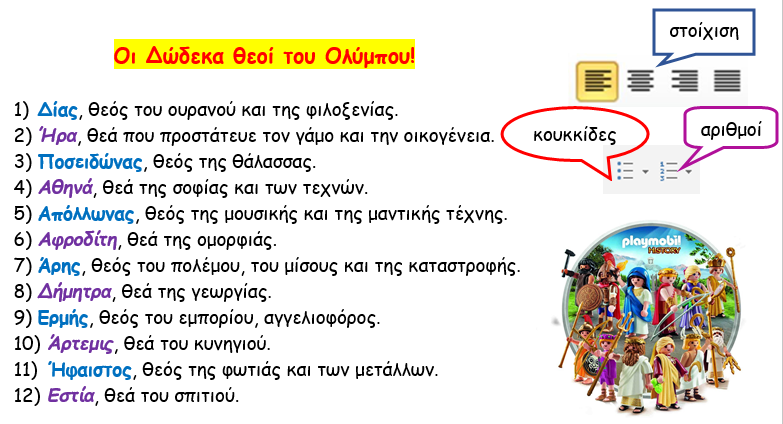 στοίχιση
Οι Δώδεκα θεοί του Ολύμπου!
1) Δίας, θεός του ουρανού και της φιλοξενίας.
2) Ήρα, θεά που προστάτευε τον γάμο και την οικογένεια.
κουκκίδες
αριθμοί
3) Ποσειδώνας, θεός της θάλασσας.
4) Αθηνά, θεά της σοφίας και των τεχνών.
5) Απόλλωνας, θεός της μουσικής και της μαντικής τέχνης.
6) Αφροδίτη, θεά της ομορφιάς.
7) Άρης, θεός του πολέμου, του μίσους και της καταστροφής.
8) Δήμητρα, θεά της γεωργίας.
9) Ερμής, θεός του εμπορίου, αγγελιοφόρος.
10) Άρτεμις, θεά του κυνηγιού.
11) Ήφαιστος, θεός της φωτιάς και των μετάλλων.
12) Εστία, θεά του σπιτιού.
playmobil
HISTORY